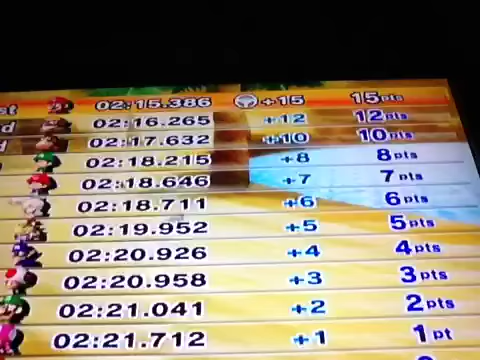 st 02:15.386 +15 15pts
d 02:16.265 +12 12pts
d 02:17.632 +10 10pts
02:18.215 +8 8pts
02:18.646 +7 7pts
02:18.711 +6 6pts
02:19.952 +5 5pts
02:20.926 +4 4pts
02:20.958 +3 3pts
02:21.041 +2 2pts
02:21.712 +1 1pt